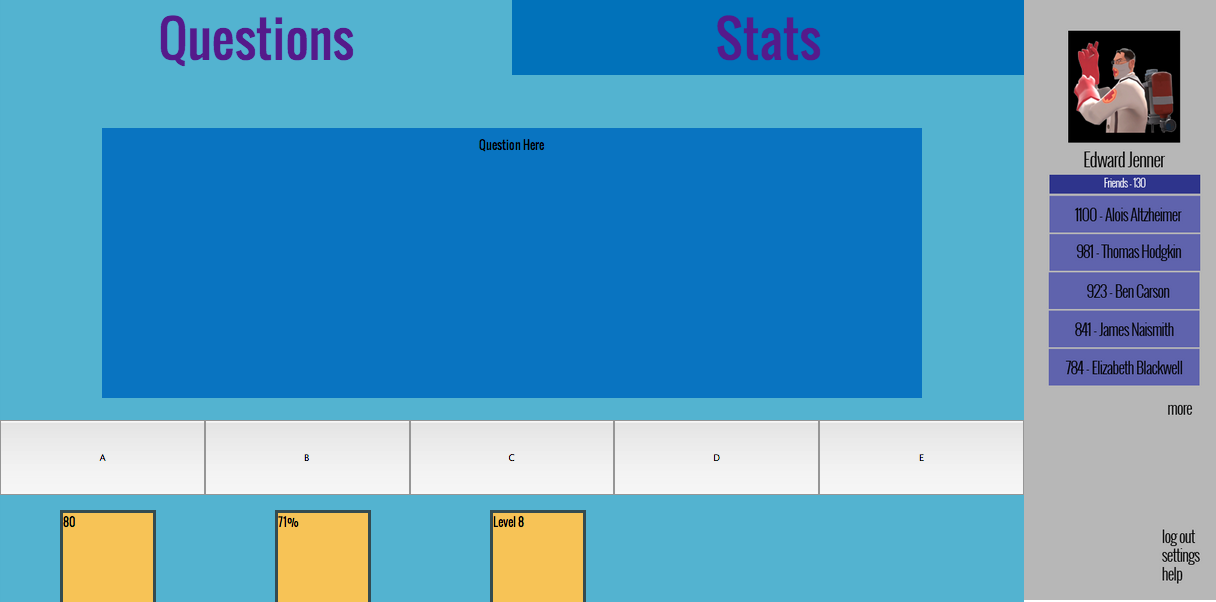 Questions
Stats
Question Here
A
B
C
D
E
80
71%
Level 8
Edward Jenner
Friends - 130
1100 - Alois Altzheimer
981 - Thomas Hodgkin
923 - Ben Carson
841 - James Naismith
784 - Elizabeth Blackwell
more
log out
settings
help